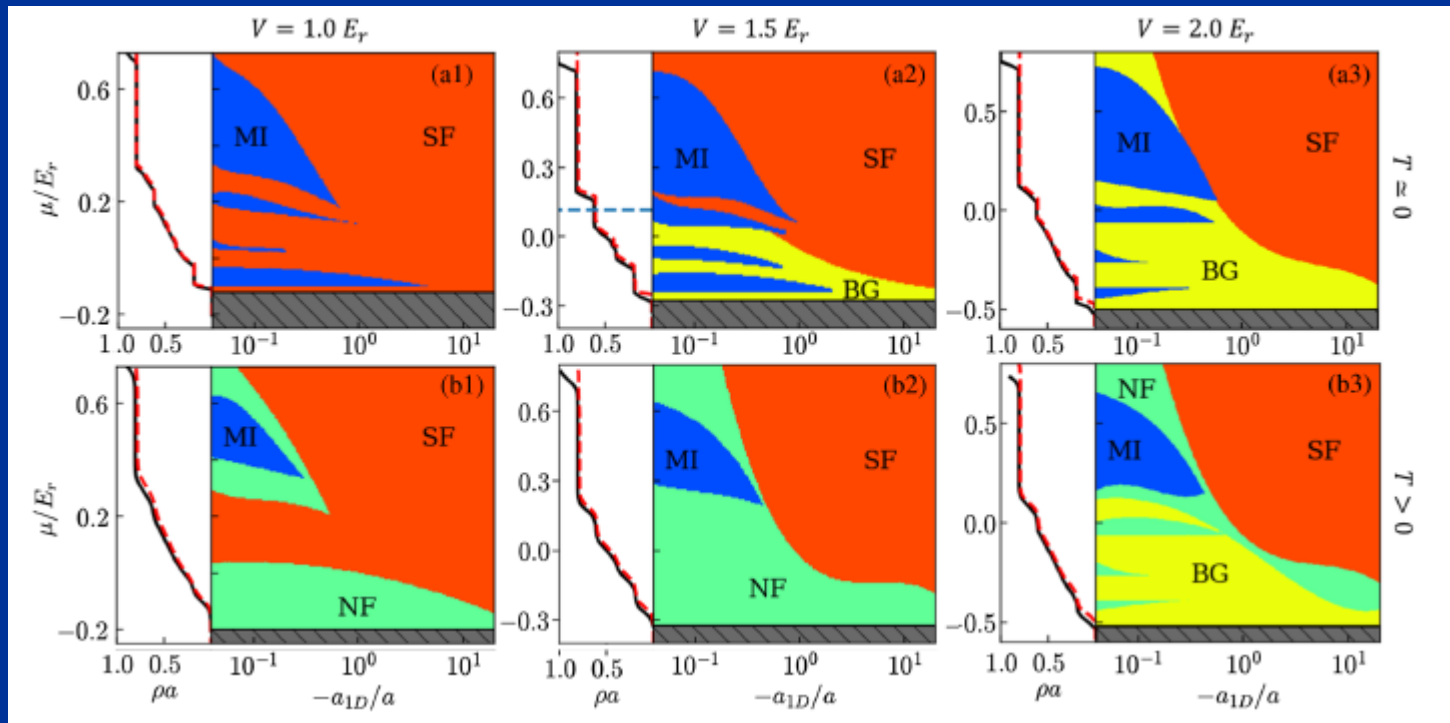 V = 1.0 E_r V = 1.5 E_r V = 2.0 E_r
(a1) (a2) (a3)
0.6 0.6 0.5
MI SF MI SF MI SF
μ/E_r 0.2 0.3 0.0 T ≃ 0
0.0
BG BG
−0.2 −0.3 −0.5
1.0 0.5 10^{-1} 10^0 10^1 1.0 0.5 10^{-1} 10^0 10^1 1.0 0.5 10^{-1} 10^0 10^1
(b1) (b2) NF (b3)
0.6 0.6 0.5
MI SF MI SF MI SF
μ/E_r 0.2 0.3 0.0 T > 0
0.0
NF NF BG
−0.2 −0.3 −0.5
1.0 0.5 10^{-1} 10^0 10^1 1.0 0.5 10^{-1} 10^0 10^1 1.0 0.5 10^{-1} 10^0 10^1
ρa −a_{1D}/a ρa −a_{1D}/a ρa −a_{1D}/a